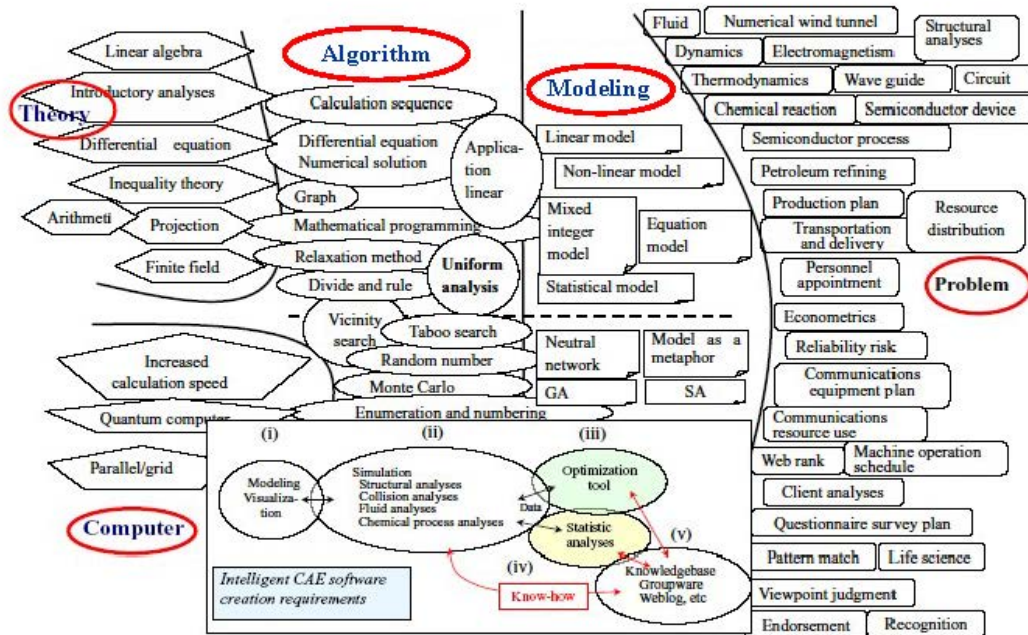 Theory
Linear algebra
Introductory analyses
Differential equation
Inequality theory
Arithmeti
Projection
Finite field
Algorithm
Calculation sequence
Differential equation
Numerical solution
Applica-
tion
linear
Graph
Mathematical programming
Relaxation method
Uniform
analysis
Divide and rule
Vicinity
search
Taboo search
Random number
Monte Carlo
Enumeration and numbering
Modeling
Linear model
Non-linear model
Mixed
integer
model
Equation
model
Statistical model
Neutral
network
Model as a
metaphor
GA
SA
Fluid
Numerical wind tunnel
Structural
analyses
Dynamics
Electromagnetism
Thermodynamics
Wave guide
Circuit
Chemical reaction
Semiconductor device
Semiconductor process
Petroleum refining
Production plan
Resource
distribution
Transportation
and delivery
Personnel
appointment
Problem
Econometrics
Reliability risk
Communications
equipment plan
Communications
resource use
Web rank
Machine operation
schedule
Client analyses
Questionnaire survey plan
Pattern match
Life science
Viewpoint judgment
Endorsement
Recognition
Increased
calculation speed
Quantum computer
Parallel/grid
Computer
(i)
(ii)
(iii)
Modeling
Visualiza-
tion
Simulation
Structural analyses
Collision analyses
Fluid analyses
Chemical process analyses
Data
Optimization
tool
Statistic
analyses
(v)
(iv)
Know-how
Knowledgebase
Groupware
Weblog, etc
Intelligent CAE software
creation requirements